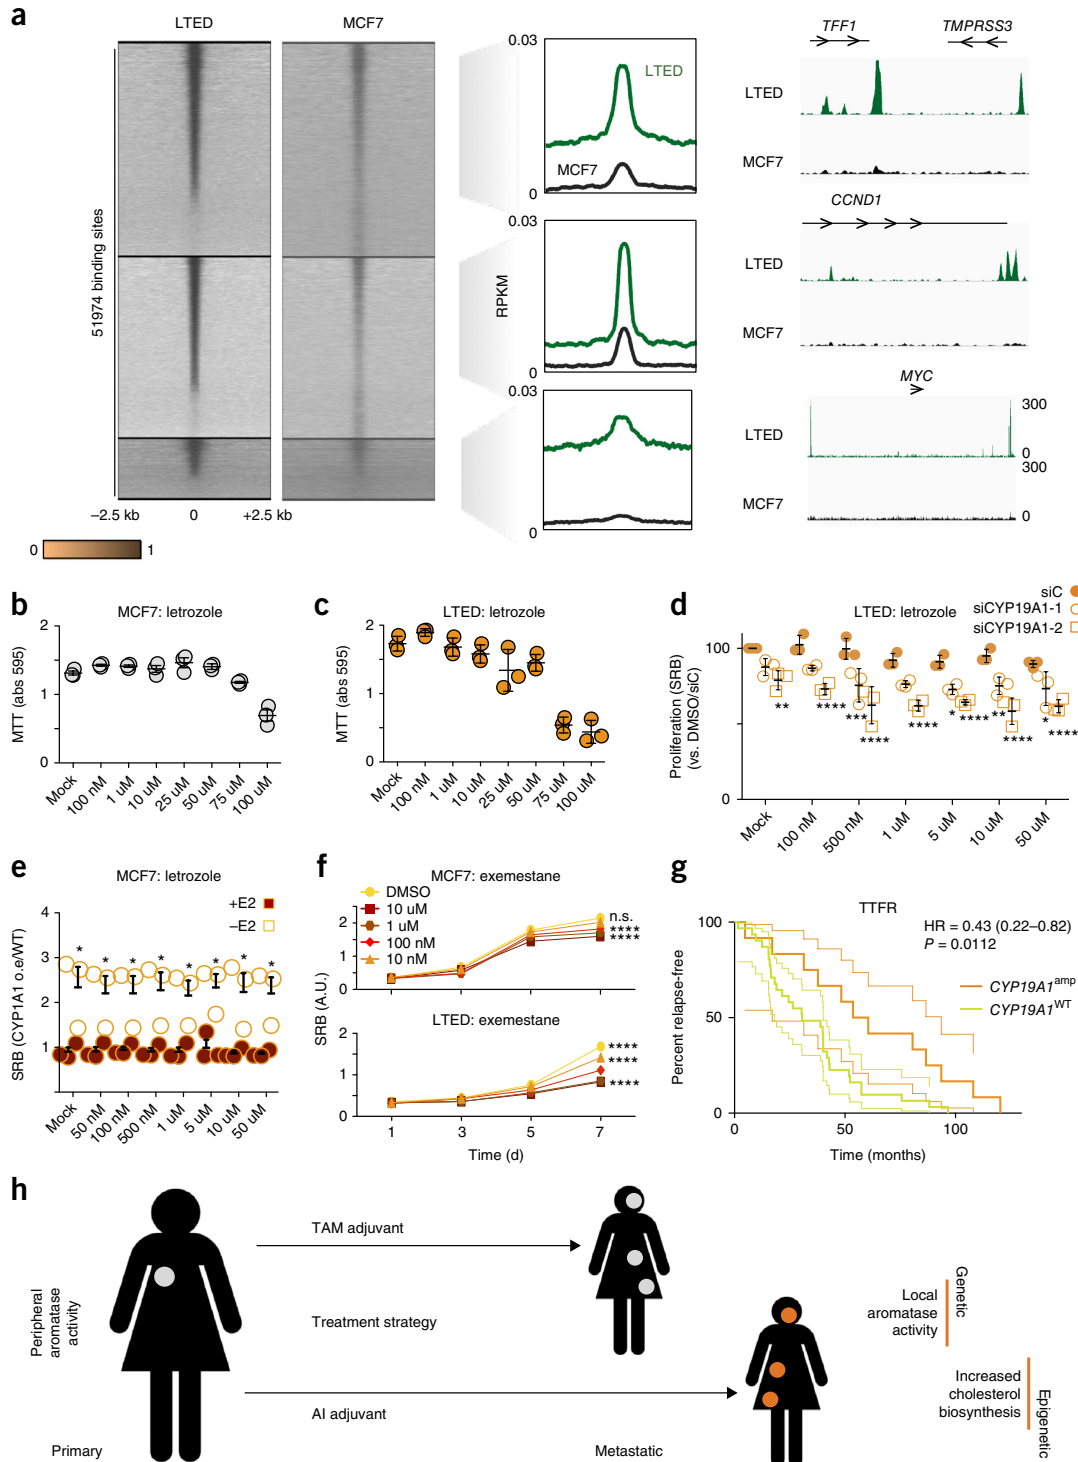 a
LTED
MCF7
51974 binding sites
–2.5 kb
0
+2.5 kb
0
1
0.03
LTED
MCF7
0
0.03
RPKM
0
0.03
0
TFF1
TMPRSS3
LTED
MCF7
CCND1
LTED
MCF7
MYC
LTED
300
0
MCF7
300
0
b
MCF7: letrozole
MTT (abs 595)
2
1
0
Mock
100 nM
1 uM
10 uM
25 uM
50 uM
75 uM
100 uM
c
LTED: letrozole
MTT (abs 595)
2
1
0
Mock
100 nM
1 uM
10 uM
25 uM
50 uM
75 uM
100 uM
d
LTED: letrozole
siC
siCYP19A1-1
siCYP19A1-2
Proliferation (SRB)
(vs. DMSO/siC)
100
0
**
****
***
****
****
*
****
**
****
*
****
Mock
100 nM
500 nM
1 uM
5 uM
10 uM
50 uM
e
MCF7: letrozole
+E2
–E2
SRB (CYP1A1 o.e/WT)
4
3
2
1
*
*
*
*
*
*
*
*
Mock
50 nM
100 nM
500 nM
1 uM
5 uM
10 uM
50 uM
f
MCF7: exemestane
DMSO
10 uM
1 uM
100 nM
10 nM
2
1
0
n.s.
****
****
SRB (A.U.)
LTED: exemestane
2
1
0
****
****
****
1
3
5
7
Time (d)
g
TTFR
HR = 0.43 (0.22–0.82)
P = 0.0112
CYP19A1amp
CYP19A1WT
Percent relapse-free
100
50
0
0
50
100
Time (months)
h
Peripheral
aromatase
activity
Primary
TAM adjuvant
Treatment strategy
AI adjuvant
Metastatic
Local
aromatase
activity
Genetic
Increased
cholesterol
biosynthesis
Epigenetic